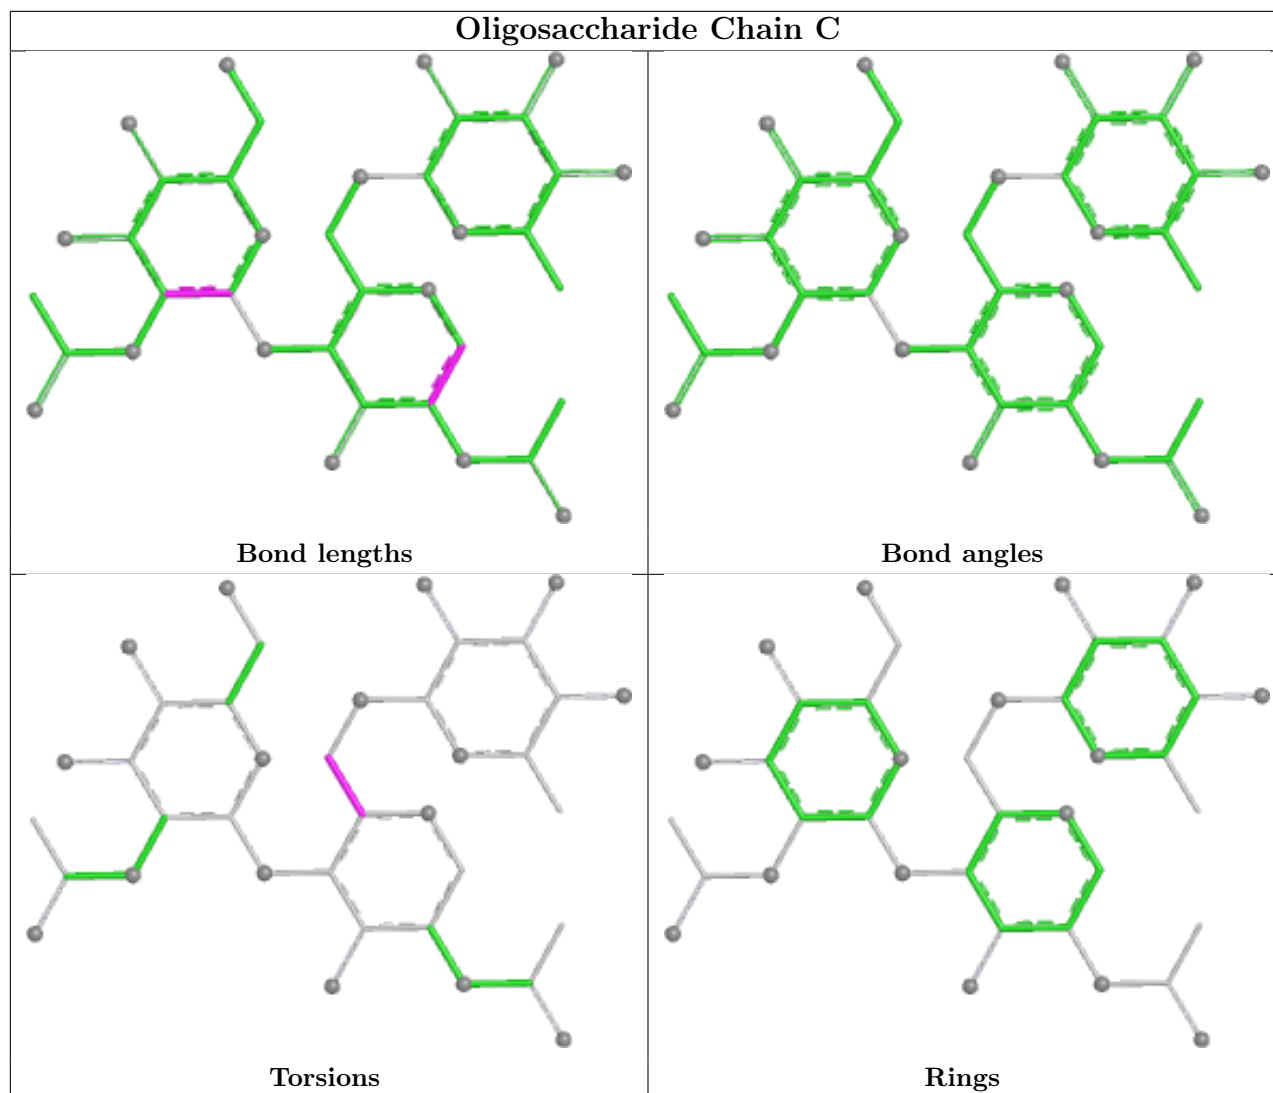 Oligosaccharide Chain C
Bond lengths
Bond angles
Torsions
Rings